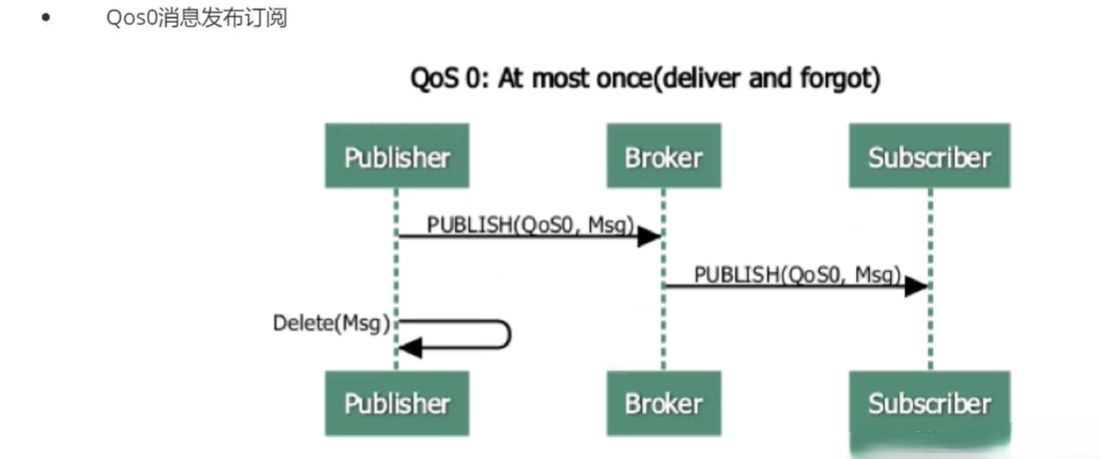 Qos0消息发布订阅
QoS 0: At most once(deliver and forgot)
Publisher
Broker
Subscriber
PUBLISH(QoS0, Msg)
PUBLISH(QoS0, Msg)
Delete(Msg)
Publisher
Broker
Subscriber